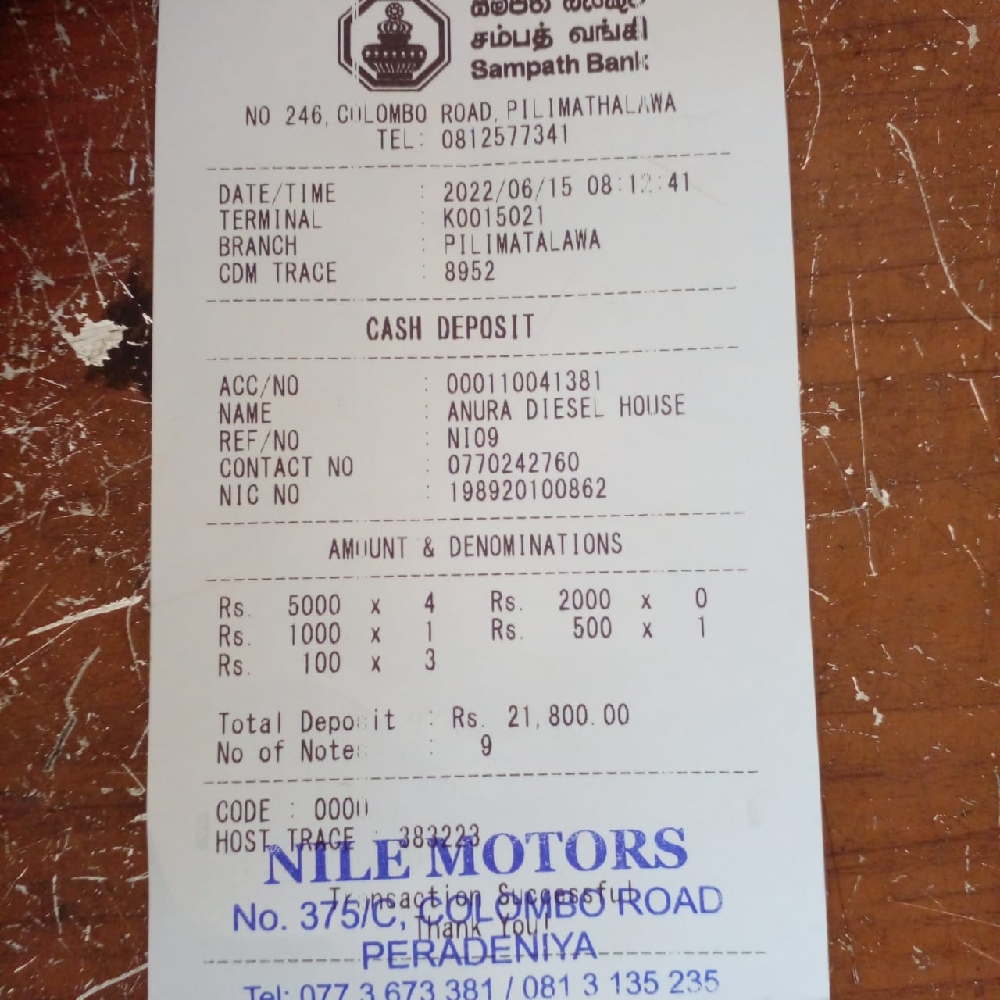 සම්පත් බැංකුව
சம்பத் வங்கி
Sampath Bank
NO 246, COLOMBO ROAD, PILIMATHALAWA
TEL: 0812577341
DATE/TIME : 2022/06/15 08:12:41
TERMINAL : K0015021
BRANCH : PILIMATALAWA
CDM TRACE : 8952
CASH DEPOSIT
ACC/NO : 000110041381
NAME : ANURA DIESEL HOUSE
REF/NO : NI09
CONTACT NO : 0770242760
NIC NO : 198920100862
AMOUNT & DENOMINATIONS
Rs. 5000 x 4 Rs. 2000 x 0
Rs. 1000 x 1 Rs. 500 x 1
Rs. 100 x 3
Total Deposit : Rs. 21,800.00
No of Notes : 9
CODE : 0000
HOST TRACE : 383223
NILE MOTORS
Transaction Successful
No. 375/C, COLOMBO ROAD
Thank You!
PERADENIYA
Tel: 077 3 673 381 / 081 3 135 235